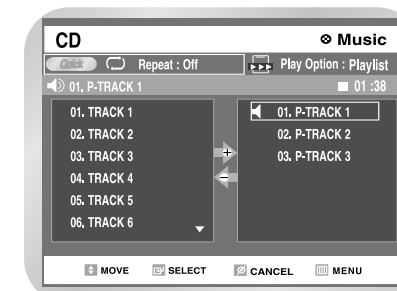 CD
Music
Quick Repeat : Off Play Option : Playlist
01. P-TRACK 1 01 :38
01. TRACK 1
02. TRACK 2
03. TRACK 3
04. TRACK 4
05. TRACK 5
06. TRACK 6
01. P-TRACK 1
02. P-TRACK 2
03. P-TRACK 3
MOVE SELECT CANCEL MENU